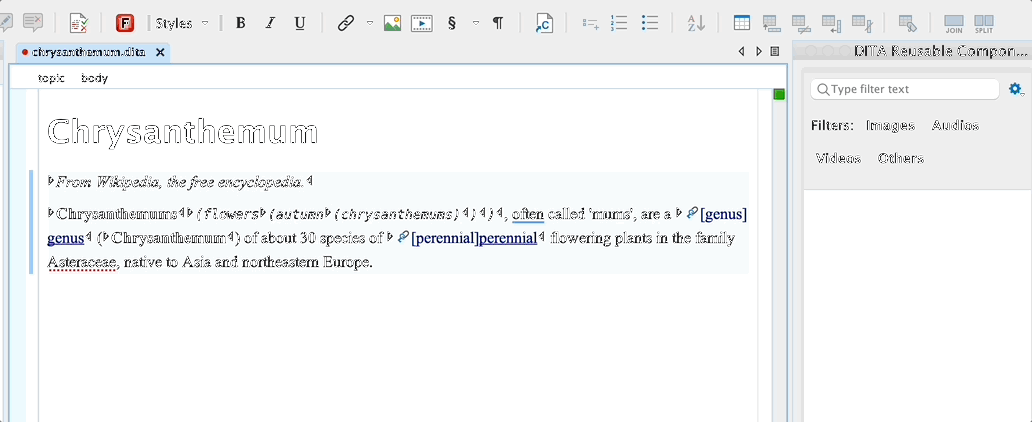 Styles B I U § ¶ C A Z JOIN SPLIT
chrysanthemum.dita
DITA Reusable Compon...
topic body
Type filter text
Filters: Images Audios
Videos Others
Chrysanthemum
From Wikipedia, the free encyclopedia.
Chrysanthemums (flowers (autumn (chrysanthemums))), often called 'mums', are a [genus]
genus (Chrysanthemum) of about 30 species of [perennial]perennial flowering plants in the family
Asteraceae, native to Asia and northeastern Europe.